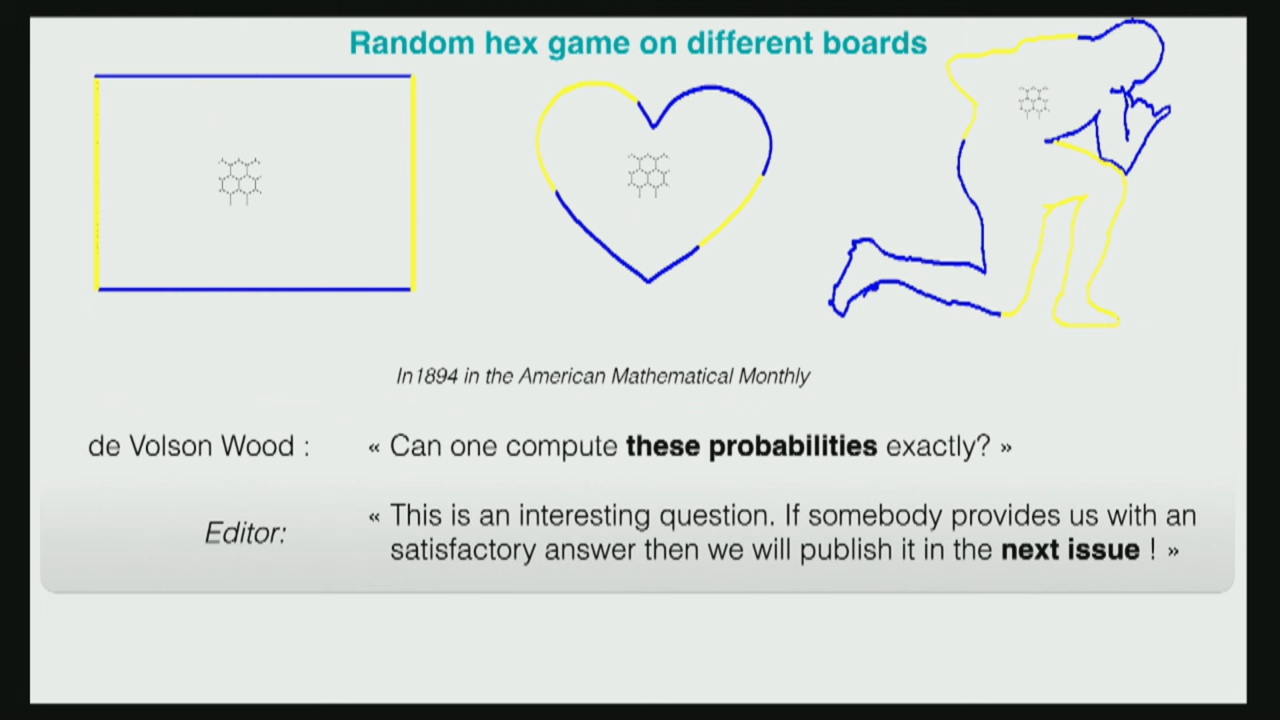 Random hex game on different boards
In 1894 in the American Mathematical Monthly
de Volson Wood : « Can one compute these probabilities exactly? »
Editor: « This is an interesting question. If somebody provides us with an
satisfactory answer then we will publish it in the next issue ! »